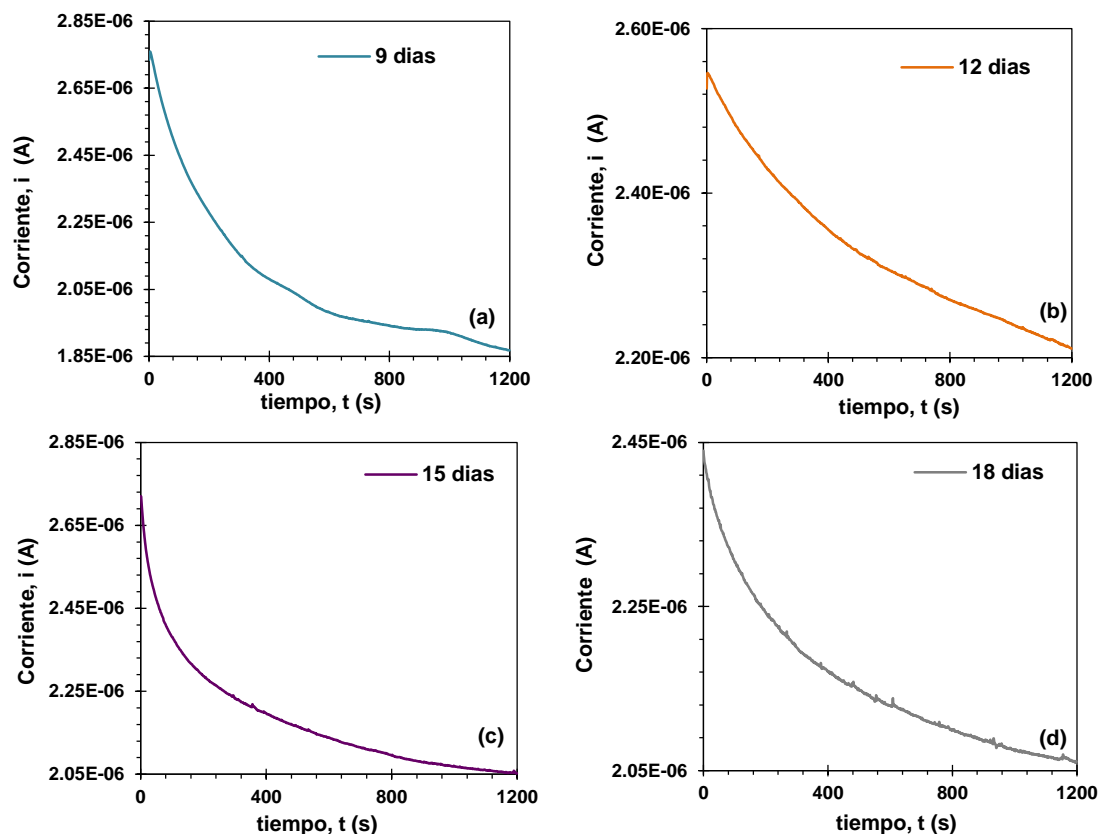 2.85E-06
2.65E-06
2.45E-06
2.25E-06
2.05E-06
1.85E-06
Corriente, i (A)
9 dias
(a)
0 400 800 1200
tiempo, t (s)
2.60E-06
2.40E-06
2.20E-06
Corriente, i (A)
12 dias
(b)
0 400 800 1200
tiempo, t (s)
2.85E-06
2.65E-06
2.45E-06
2.25E-06
2.05E-06
Corriente, i (A)
15 dias
(c)
0 400 800 1200
tiempo, t (s)
2.45E-06
2.25E-06
2.05E-06
Corriente (A)
18 dias
(d)
0 400 800 1200
tiempo, t (s)